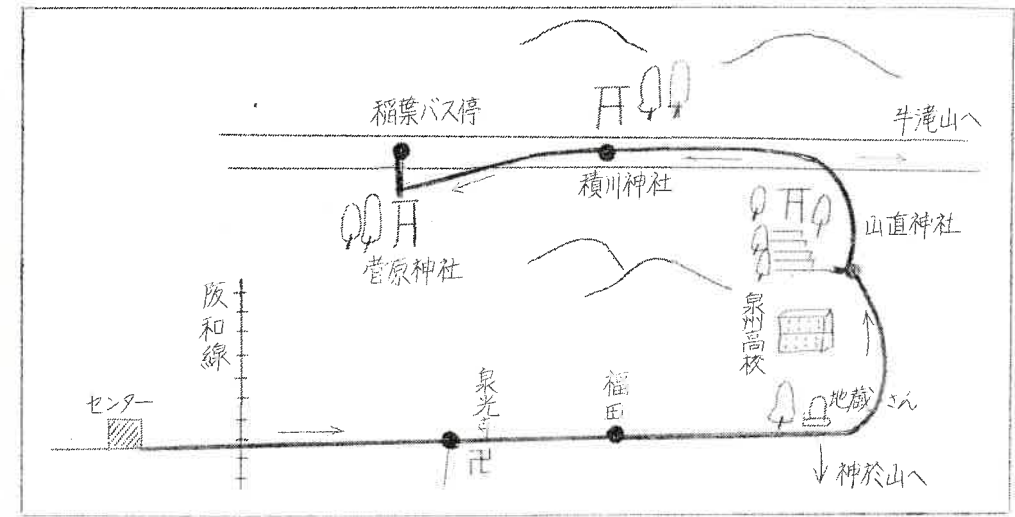 稲葉バス停
牛滝山へ
積川神社
山直神社
菅原神社
阪和線
泉州高校
センター
泉光寺
福田
地蔵さん
卍
神於山へ